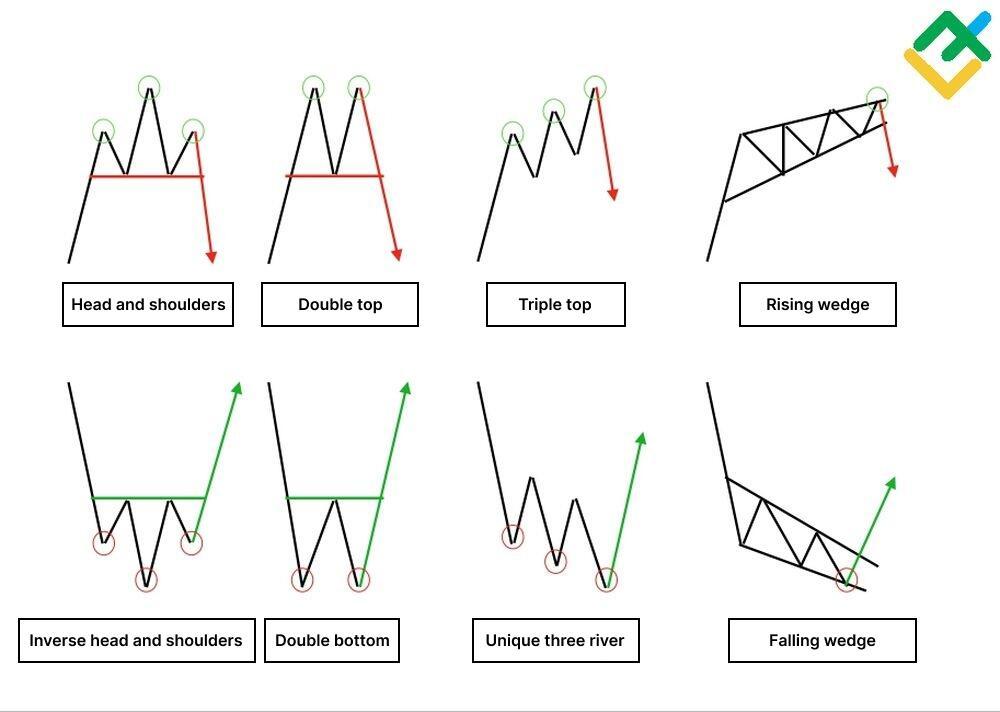 Head and shoulders
Double top
Triple top
Rising wedge
Inverse head and shoulders
Double bottom
Unique three river
Falling wedge